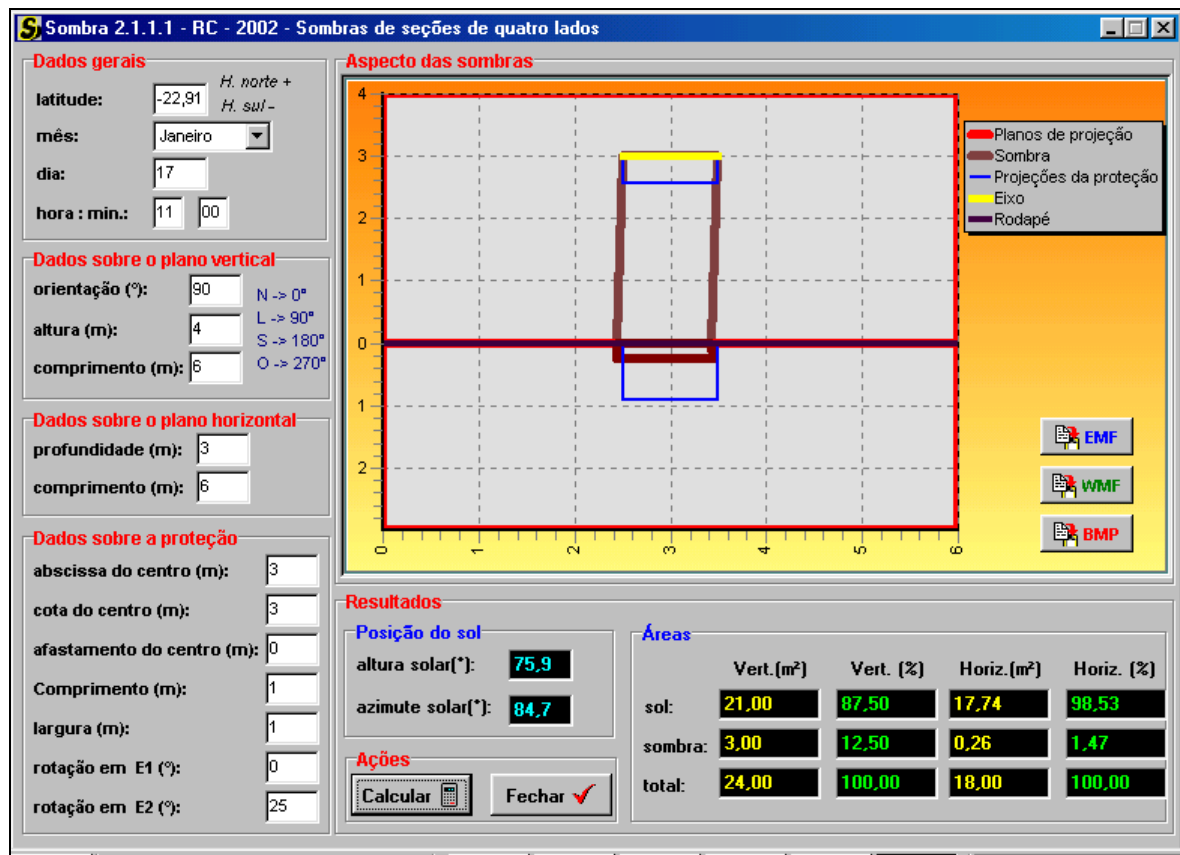 Sombra 2.1.1.1 - RC - 2002 - Sombras de seções de quatro lados
Dados gerais
latitude: -22,91 H. norte +
H. sul -
mês: Janeiro
dia: 17
hora : min.: 11 00
Dados sobre o plano vertical
orientação (º): 90
altura (m): 4
comprimento (m): 6
N -> 0°
L -> 90°
S -> 180°
O -> 270°
Dados sobre o plano horizontal
profundidade (m): 3
comprimento (m): 6
Dados sobre a proteção
abscissa do centro (m): 3
cota do centro (m): 3
afastamento do centro (m): 0
Comprimento (m): 1
largura (m): 1
rotação em E1 (º): 0
rotação em E2 (º): 25
Aspecto das sombras
4
3
2
1
0
1
2
0 1 2 3 4 5 6
Planos de projeção
Sombra
Projeções da proteção
Eixo
Rodapé
EMF
WMF
BMP
Resultados
Posição do sol
altura solar(°): 75,9
azimute solar(°): 84,7
Ações
Calcular
Fechar
Áreas
Vert.(m²) Vert. (%) Horiz.(m²) Horiz. (%)
sol: 21,00 87,50 17,74 98,53
sombra: 3,00 12,50 0,26 1,47
total: 24,00 100,00 18,00 100,00